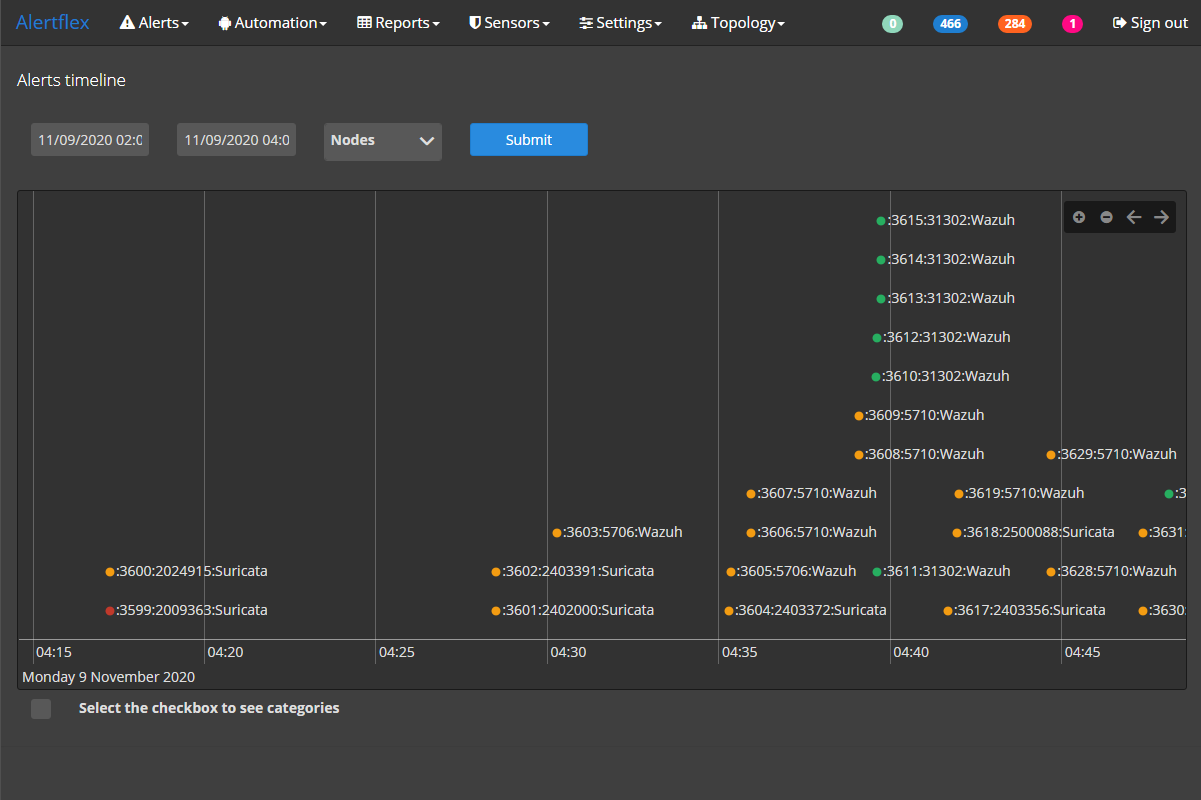 Alertflex Alerts Automation Reports Sensors Settings Topology 0 466 284 1 Sign out
Alerts timeline
11/09/2020 02:0 11/09/2020 04:0 Nodes Submit
:3615:31302:Wazuh
:3614:31302:Wazuh
:3613:31302:Wazuh
:3612:31302:Wazuh
:3610:31302:Wazuh
:3609:5710:Wazuh
:3608:5710:Wazuh :3629:5710:Wazuh
:3607:5710:Wazuh :3619:5710:Wazuh :3
:3603:5706:Wazuh :3606:5710:Wazuh :3618:2500088:Suricata :3631:
:3600:2024915:Suricata :3602:2403391:Suricata :3605:5706:Wazuh :3611:31302:Wazuh :3628:5710:Wazuh
:3599:2009363:Suricata :3601:2402000:Suricata :3604:2403372:Suricata :3617:2403356:Suricata :3630:
04:15 04:20 04:25 04:30 04:35 04:40 04:45
Monday 9 November 2020
Select the checkbox to see categories